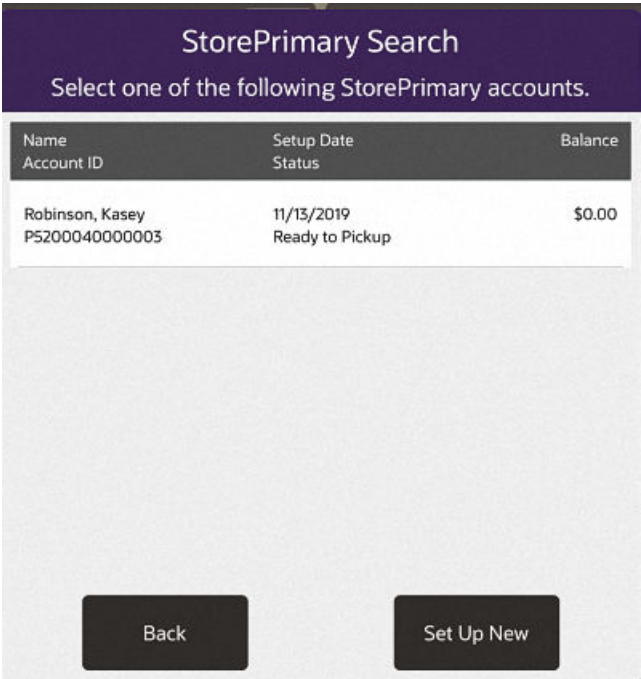 StorePrimary Search
Select one of the following StorePrimary accounts.
Name Setup Date Balance
Account ID Status
Robinson, Kasey 11/13/2019 $0.00
P5200040000003 Ready to Pickup
Back Set Up New